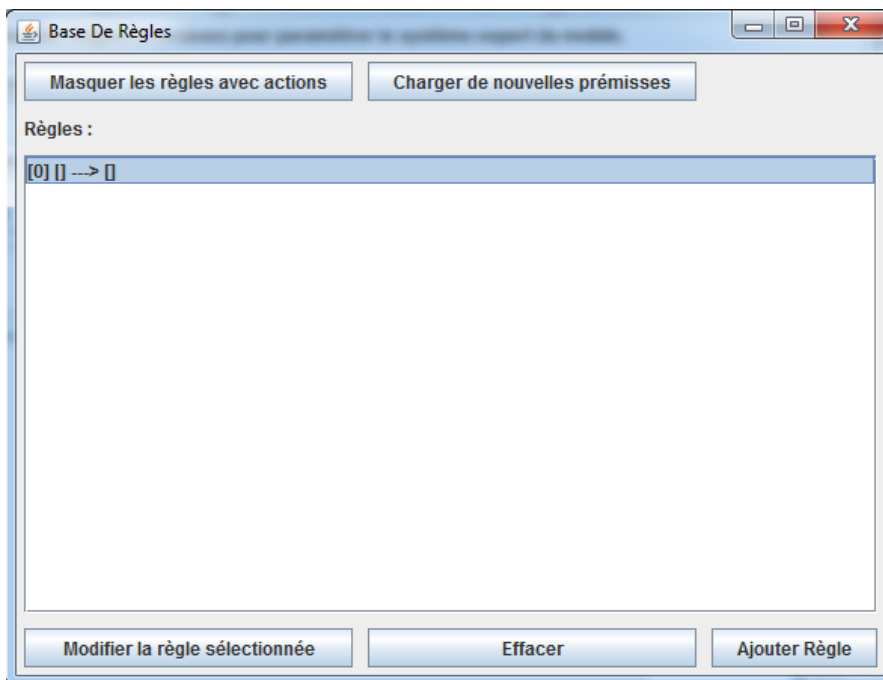 Base De Règles
Masquer les règles avec actions
Charger de nouvelles prémisses
Règles :
[0] [] ---> []
Modifier la règle sélectionnée
Effacer
Ajouter Règle